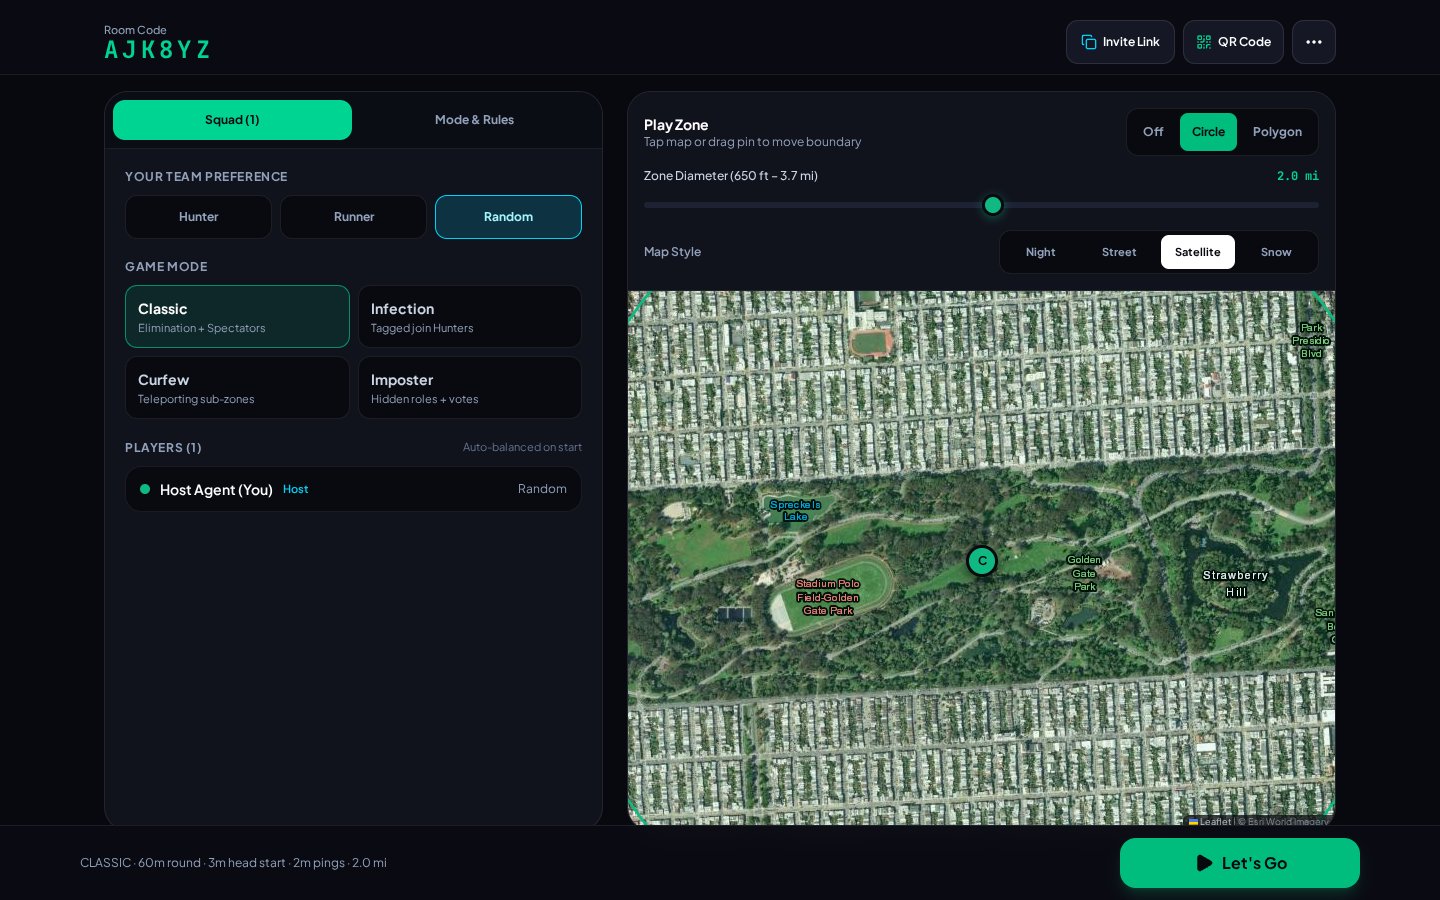 Room Code
AJK8YZ
Invite Link
QR Code
Squad (1)
Mode & Rules
YOUR TEAM PREFERENCE
Hunter
Runner
Random
GAME MODE
Classic
Elimination + Spectators
Infection
Tagged join Hunters
Curfew
Teleporting sub-zones
Imposter
Hidden roles + votes
PLAYERS (1)
Auto-balanced on start
Host Agent (You)
Host
Random
Play Zone
Tap map or drag pin to move boundary
Off
Circle
Polygon
Zone Diameter (650 ft – 3.7 mi)
2.0 mi
Map Style
Night
Street
Satellite
Snow
Park
Presidio
Blvd
Spreckels
Lake
C
Golden
Gate
Park
Stadium Polo
Field-Golden
Gate Park
Strawberry
Hill
San
Leaflet | © Esri World Imagery
CLASSIC · 60m round · 3m head start · 2m pings · 2.0 mi
Let's Go